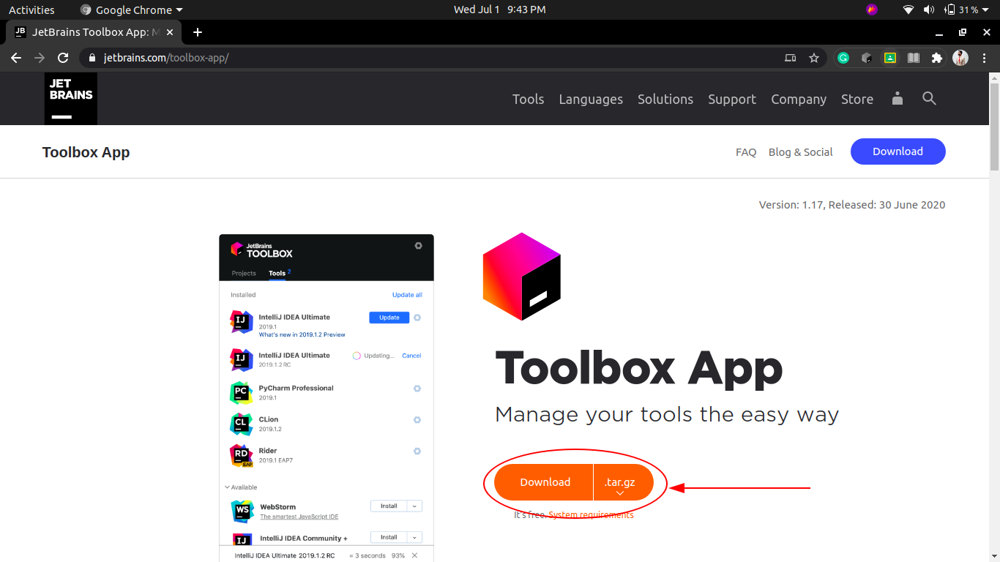 Activities Google Chrome Wed Jul 1 9:43 PM 31 %
JB JetBrains Toolbox App: M
jetbrains.com/toolbox-app/
JET
BRAINS
Tools Languages Solutions Support Company Store
Toolbox App FAQ Blog & Social Download
Version: 1.17, Released: 30 June 2020
JetBrains
TOOLBOX
Projects Tools 2
Installed Update all
IJ IntelliJ IDEA Ultimate Update
2019.1
What's new in 2019.1.2 Preview
IJ IntelliJ IDEA Ultimate Updating... Cancel
2019.1.2 RC
PC PyCharm Professional
2019.1
CL CLion
2019.1.2
RD EAP Rider
2019.1 EAP7
Available
WS WebStorm Install
The smartest JavaScript IDE
IJ IntelliJ IDEA Community + Install
IntelliJ IDEA Ultimate 2019.1.2 RC ≈ 3 seconds 93%
Toolbox App
Manage your tools the easy way
Download .tar.gz
It's free. System requirements